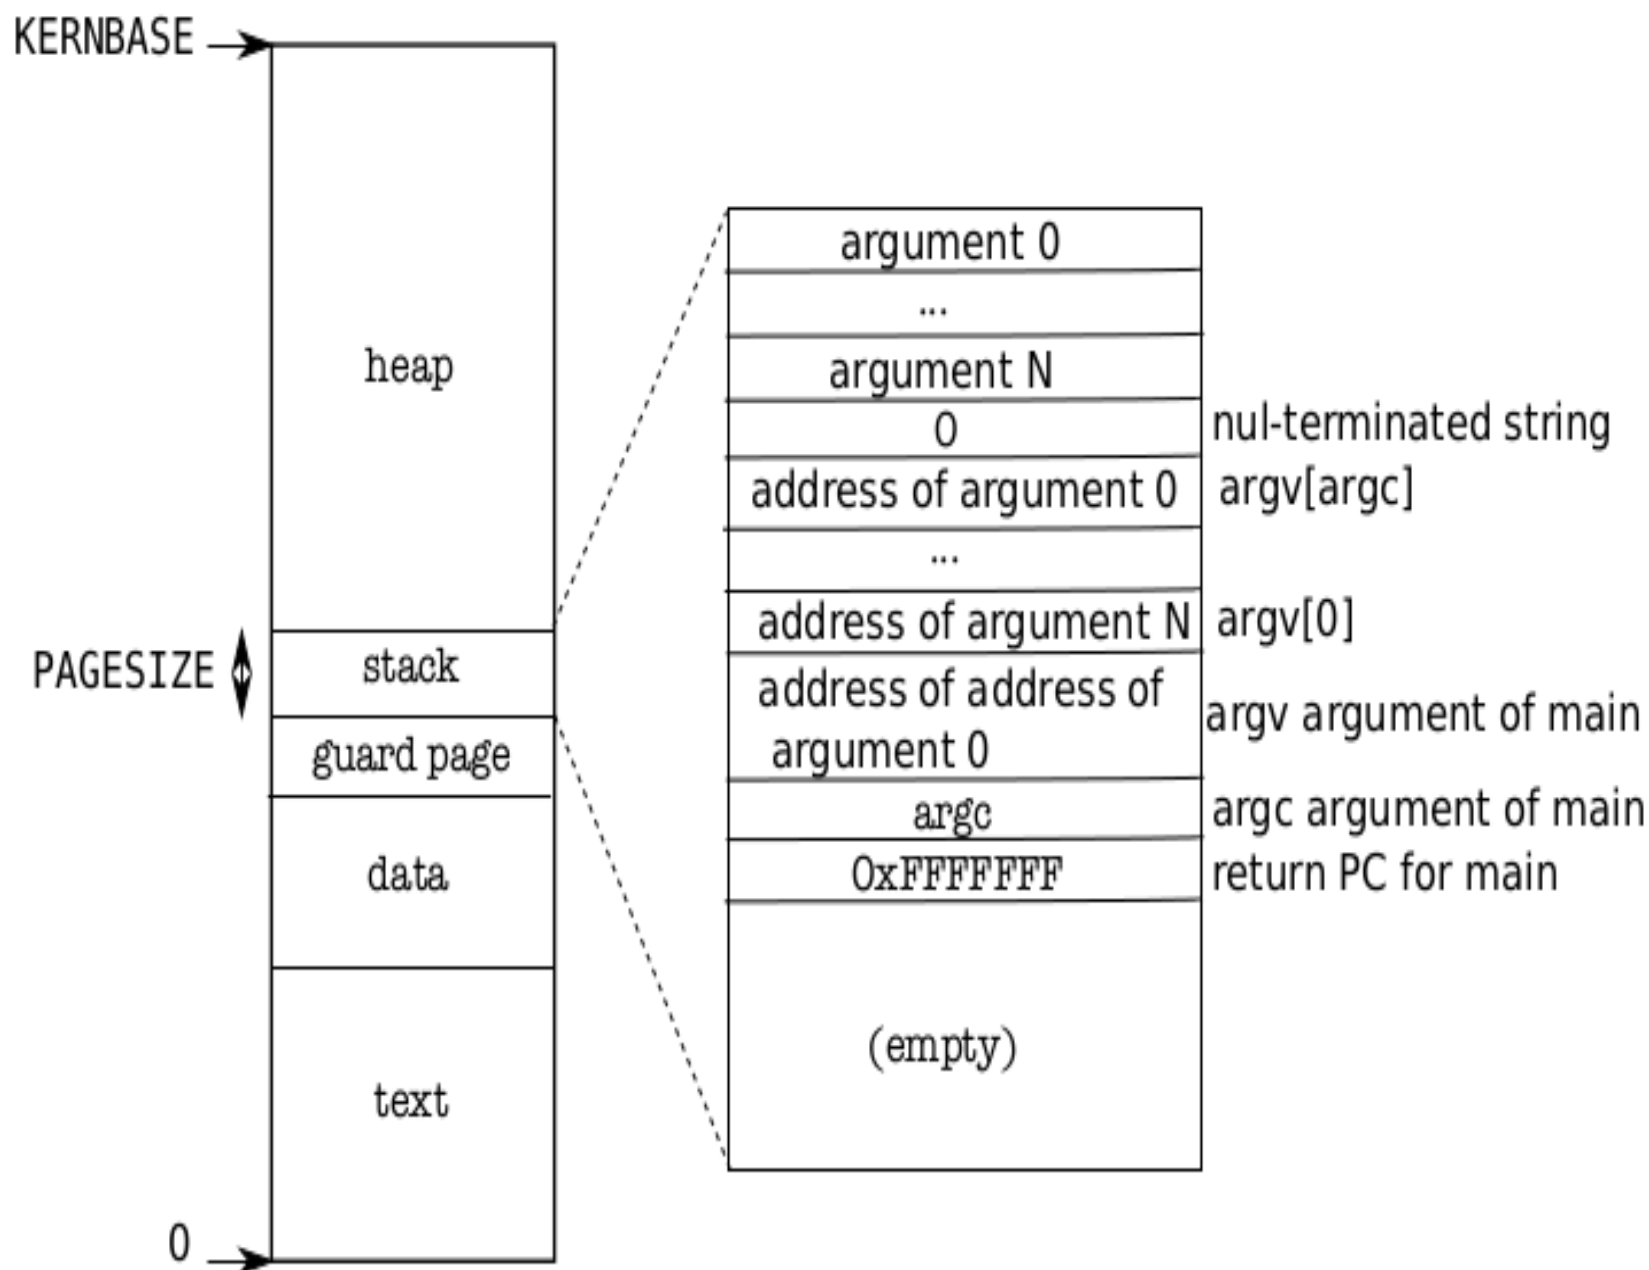 KERNBASE
heap
PAGESIZE
stack
guard page
data
text
0
argument 0
...
argument N
0
nul-terminated string
address of argument 0
argv[argc]
...
address of argument N
argv[0]
address of address of
argument 0
argv argument of main
argc
argc argument of main
0xFFFFFFF
return PC for main
(empty)